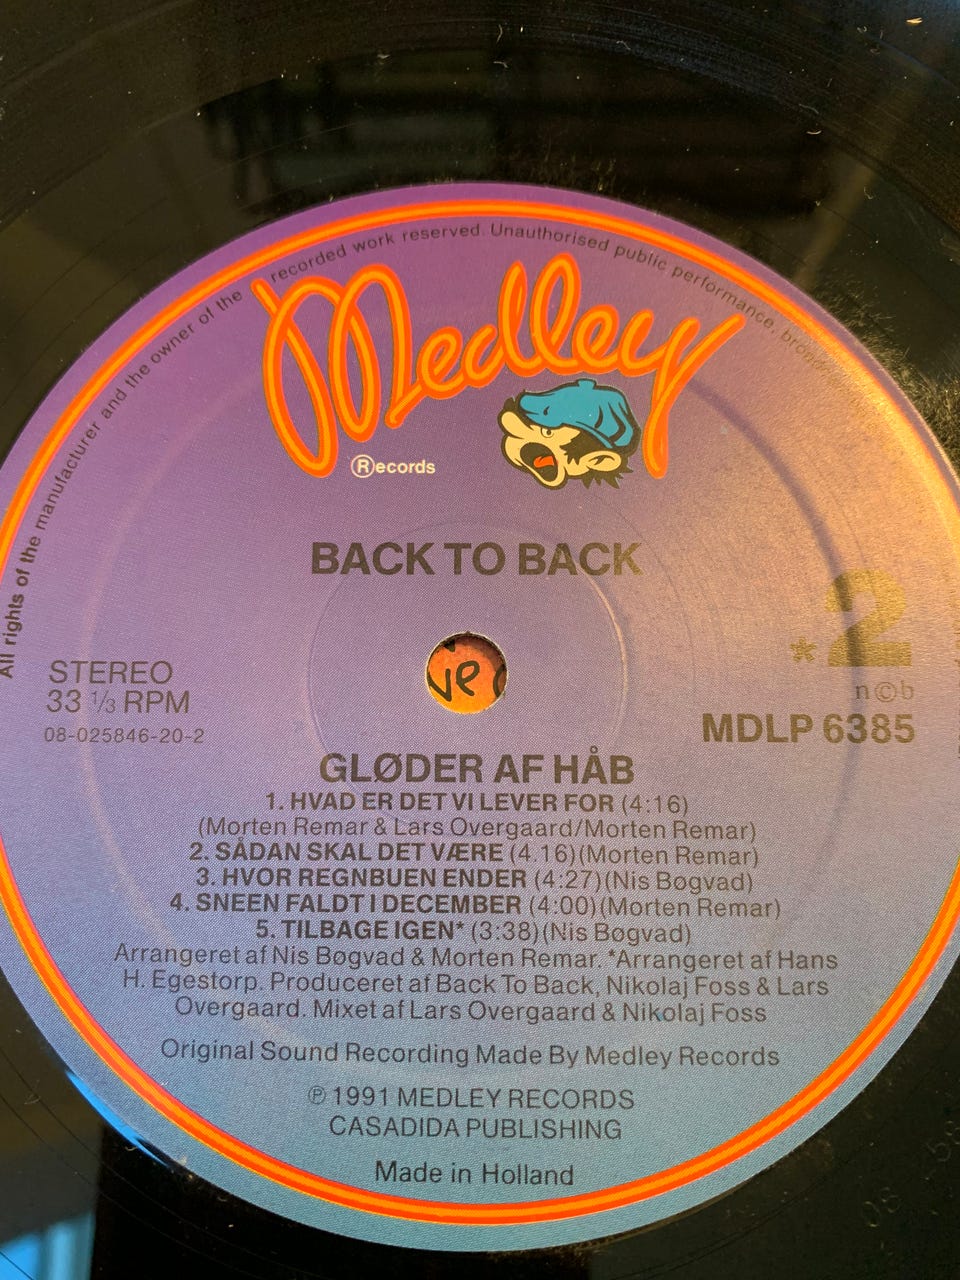 All rights of the manufacturer and the owner of the recorded work reserved. Unauthorised public performance,
Medley
®ecords
BACK TO BACK
*2
STEREO
33 ⅓ RPM
08-025846-20-2
n©b
MDLP 6385
GLØDER AF HÅB
1. HVAD ER DET VI LEVER FOR (4:16)
(Morten Remar & Lars Overgaard/Morten Remar)
2. SÅDAN SKAL DET VÆRE (4.16)(Morten Remar)
3. HVOR REGNBUEN ENDER (4:27)(Nis Bøgvad)
4. SNEEN FALDT I DECEMBER (4:00)(Morten Remar)
5. TILBAGE IGEN* (3:38)(Nis Bøgvad)
Arrangeret af Nis Bøgvad & Morten Remar. *Arrangeret af Hans
H. Egestorp. Produceret af Back To Back, Nikolaj Foss & Lars
Overgaard. Mixet af Lars Overgaard & Nikolaj Foss
Original Sound Recording Made By Medley Records
℗ 1991 MEDLEY RECORDS
CASADIDA PUBLISHING
Made in Holland